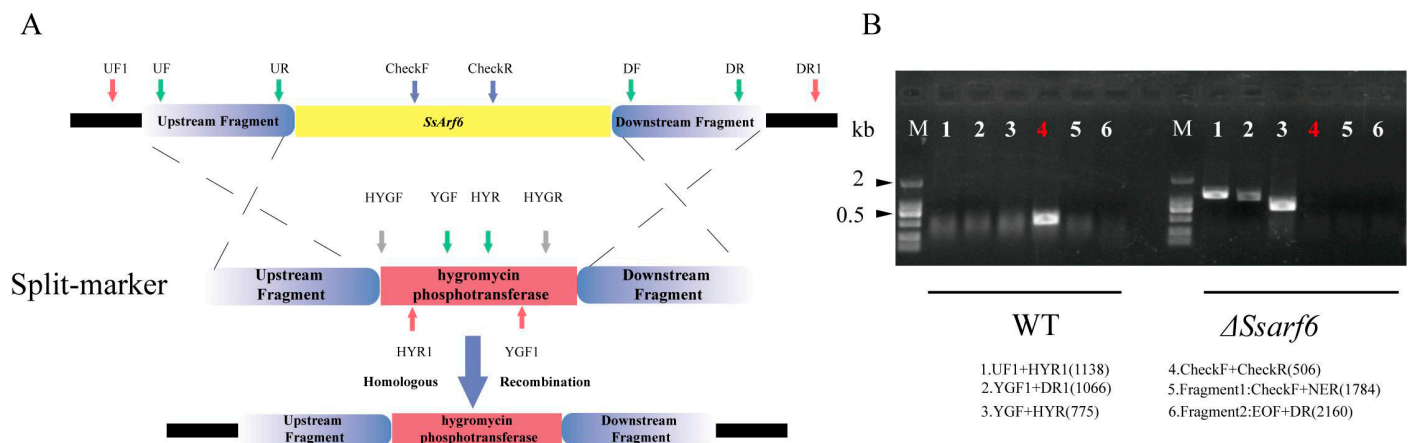 A
UF1 UF UR CheckF CheckR DF DR DR1
Upstream Fragment SsArf6 Downstream Fragment
HYGF YGF HYR HYGR
Split-marker
Upstream Fragment
hygromycin phosphotransferase
Downstream Fragment
HYR1 YGF1
Homologous Recombination
Upstream Fragment
hygromycin phosphotransferase
Downstream Fragment
B
kb M 1 2 3 4 5 6 M 1 2 3 4 5 6
2
0.5
WT ΔSsarf6
1.UF1+HYR1(1138)
2.YGF1+DR1(1066)
3.YGF+HYR(775)
4.CheckF+CheckR(506)
5.Fragment1:CheckF+NER(1784)
6.Fragment2:EOF+DR(2160)